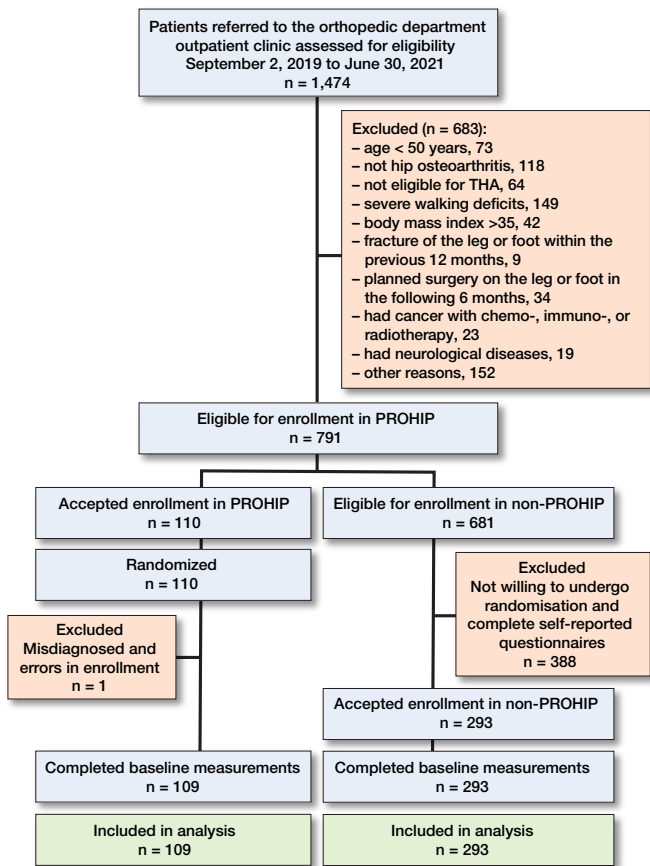 Patients referred to the orthopedic department
outpatient clinic assessed for eligibility
September 2, 2019 to June 30, 2021
n = 1,474
Excluded (n = 683):
– age < 50 years, 73
– not hip osteoarthritis, 118
– not eligible for THA, 64
– severe walking deficits, 149
– body mass index >35, 42
– fracture of the leg or foot within the
previous 12 months, 9
– planned surgery on the leg or foot in
the following 6 months, 34
– had cancer with chemo-, immuno-, or
radiotherapy, 23
– had neurological diseases, 19
– other reasons, 152
Eligible for enrollment in PROHIP
n = 791
Accepted enrollment in PROHIP
n = 110
Eligible for enrollment in non-PROHIP
n = 681
Randomized
n = 110
Excluded
Not willing to undergo
randomisation and
complete self-reported
questionnaires
n = 388
Excluded
Misdiagnosed and
errors in enrollment
n = 1
Accepted enrollment in non-PROHIP
n = 293
Completed baseline measurements
n = 109
Completed baseline measurements
n = 293
Included in analysis
n = 109
Included in analysis
n = 293